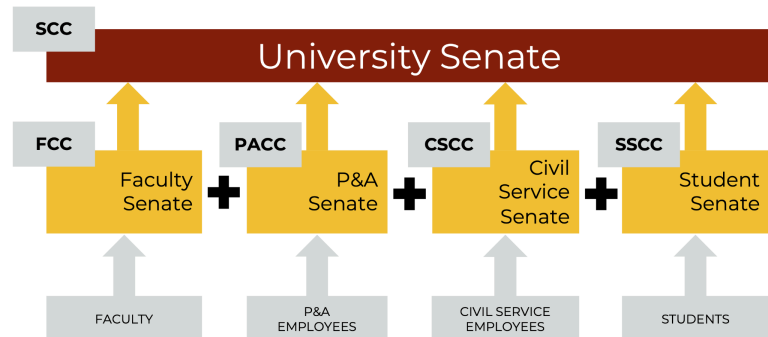 SCC
University Senate
FCC
PACC
CSCC
SSCC
Faculty
Senate
P&A
Senate
Civil
Service
Senate
Student
Senate
FACULTY
P&A
EMPLOYEES
CIVIL SERVICE
EMPLOYEES
STUDENTS